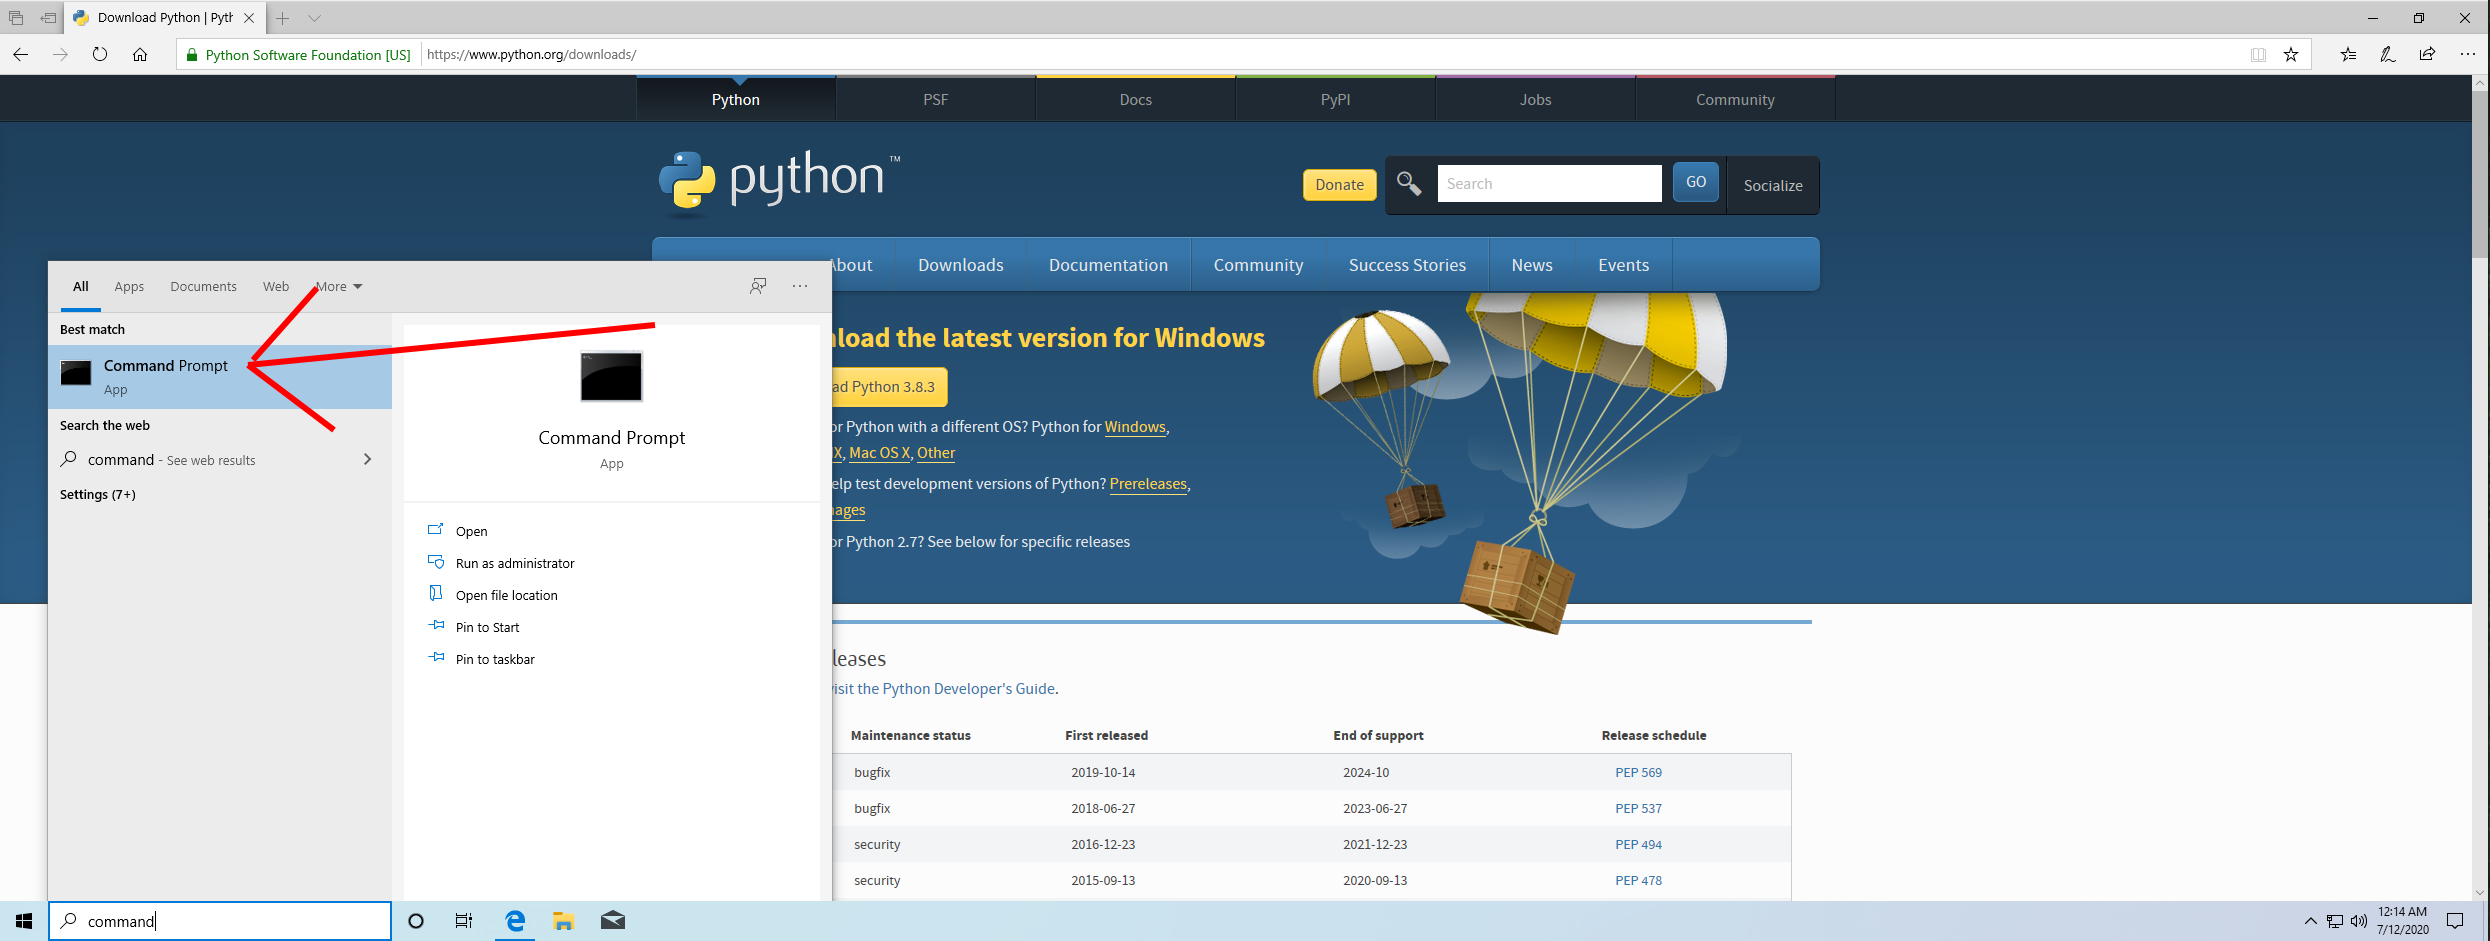 Download Python | Pyth
Python Software Foundation [US] https://www.python.org/downloads/
Python PSF Docs PyPI Jobs Community
python™
Donate Search GO Socialize
About Downloads Documentation Community Success Stories News Events
All Apps Documents Web More
Best match
Command Prompt
App
Search the web
command - See web results
Settings (7+)
Command Prompt
App
Open
Run as administrator
Open file location
Pin to Start
Pin to taskbar
nload the latest version for Windows
ad Python 3.8.3
or Python with a different OS? Python for Windows,
IX, Mac OS X, Other
elp test development versions of Python? Prereleases,
mages
or Python 2.7? See below for specific releases
leases
visit the Python Developer's Guide.
Maintenance status First released End of support Release schedule
bugfix 2019-10-14 2024-10 PEP 569
bugfix 2018-06-27 2023-06-27 PEP 537
security 2016-12-23 2021-12-23 PEP 494
security 2015-09-13 2020-09-13 PEP 478
command
12:14 AM
7/12/2020